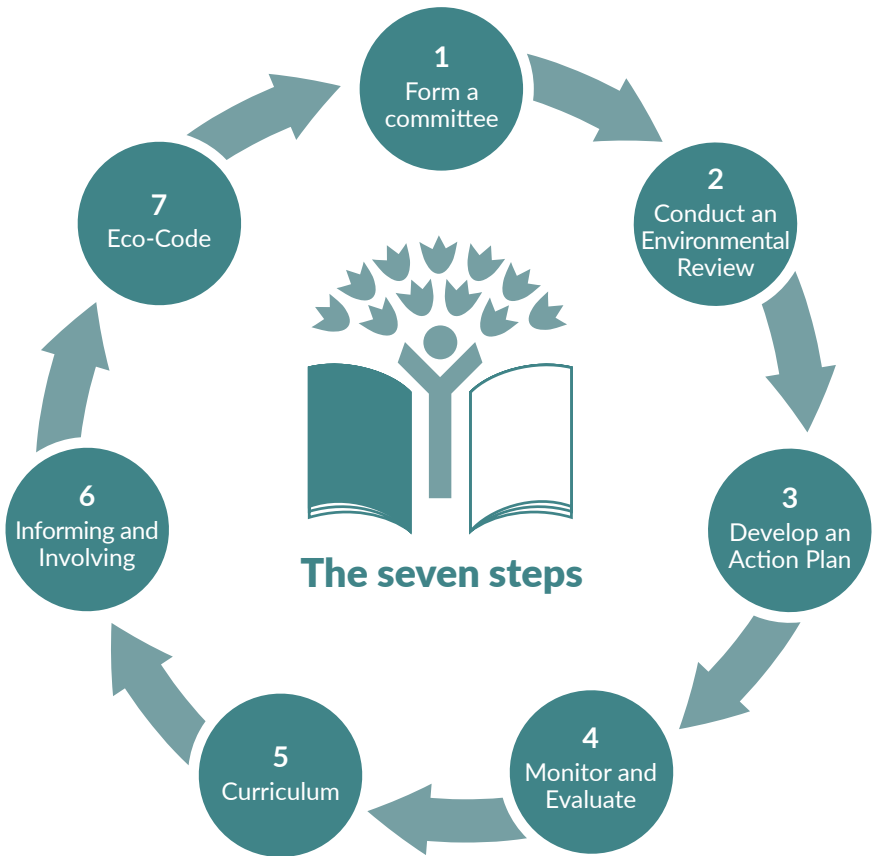 1
Form a
committee
2
Conduct an
Environmental
Review
3
Develop an
Action Plan
4
Monitor and
Evaluate
5
Curriculum
6
Informing and
Involving
7
Eco-Code
The seven steps